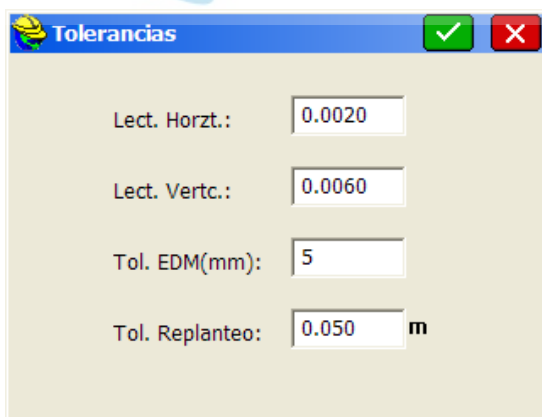 Tolerancias
Lect. Horzt.: 0.0020
Lect. Vertc.: 0.0060
Tol. EDM(mm): 5
Tol. Replanteo: 0.050 m